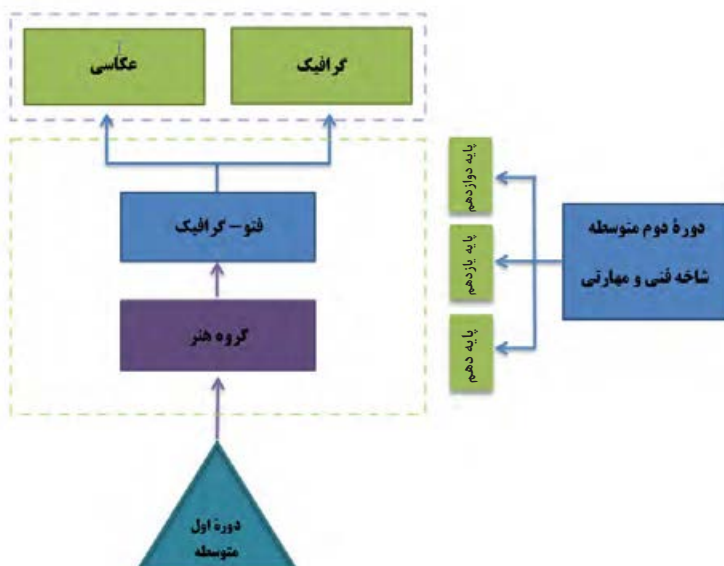 گرافیک
عکاسی
فتو- گرافیک
گروه هنر
دورهٔ اول
متوسطه
پایه دوازدهم
پایه یازدهم
پایه دهم
دورهٔ دوم متوسطه
شاخه فنی و مهارتی